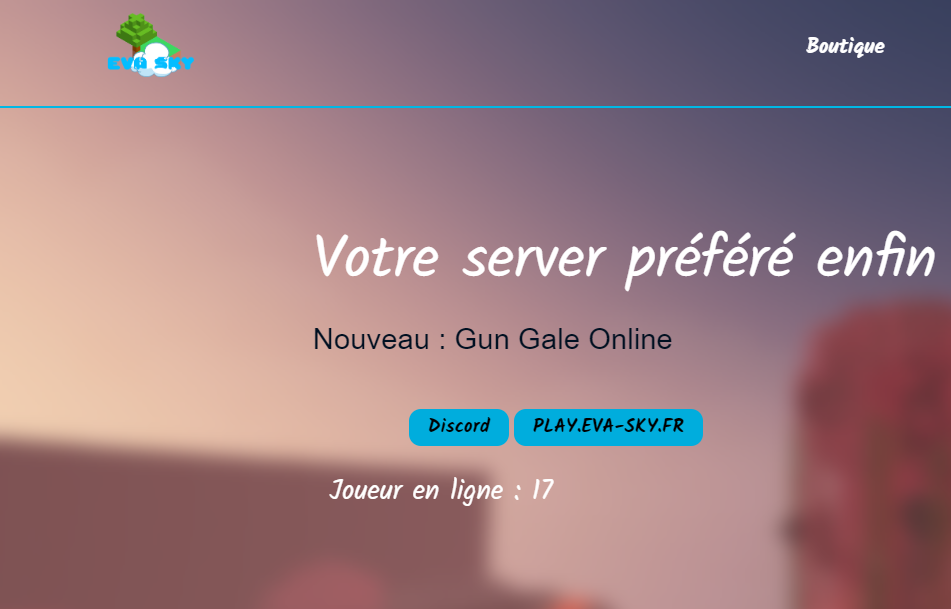 EVA SKY
Boutique
Votre server préféré enfin
Nouveau : Gun Gale Online
Discord
PLAY.EVA-SKY.FR
Joueur en ligne : 17